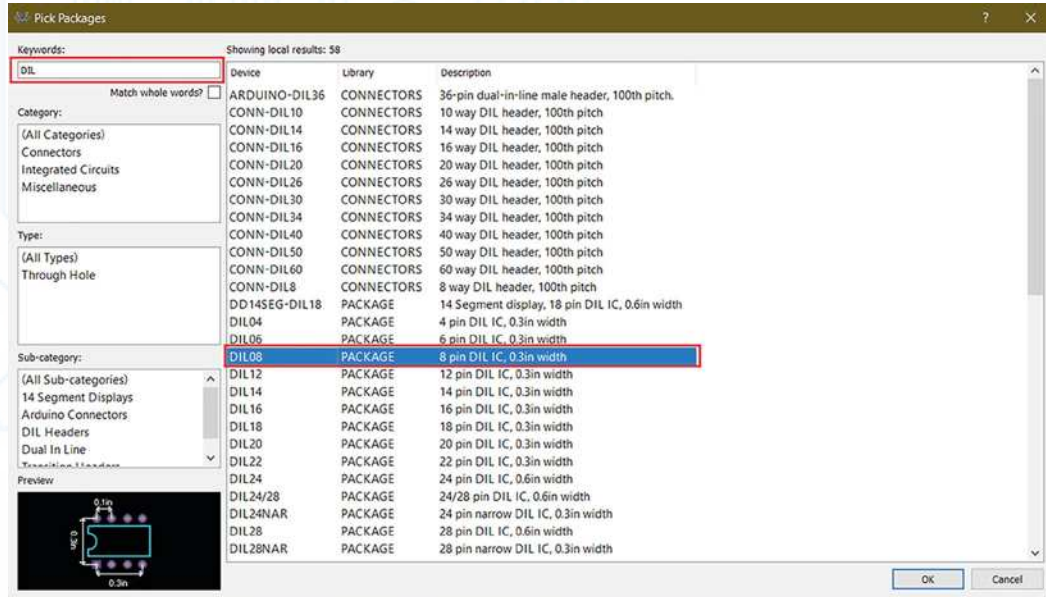 Pick Packages ? ×
Keywords:
DIL
Match whole words?
Category:
(All Categories)
Connectors
Integrated Circuits
Miscellaneous
Type:
(All Types)
Through Hole
Sub-category:
(All Sub-categories)
14 Segment Displays
Arduino Connectors
DIL Headers
Dual In Line
Preview
0.1in
0.3in
0.3in
Showing local results: 58
Device Library Description
ARDUINO-DIL36 CONNECTORS 36-pin dual-in-line male header, 100th pitch.
CONN-DIL10 CONNECTORS 10 way DIL header, 100th pitch
CONN-DIL14 CONNECTORS 14 way DIL header, 100th pitch
CONN-DIL16 CONNECTORS 16 way DIL header, 100th pitch
CONN-DIL20 CONNECTORS 20 way DIL header, 100th pitch
CONN-DIL26 CONNECTORS 26 way DIL header, 100th pitch
CONN-DIL30 CONNECTORS 30 way DIL header, 100th pitch
CONN-DIL34 CONNECTORS 34 way DIL header, 100th pitch
CONN-DIL40 CONNECTORS 40 way DIL header, 100th pitch
CONN-DIL50 CONNECTORS 50 way DIL header, 100th pitch
CONN-DIL60 CONNECTORS 60 way DIL header, 100th pitch
CONN-DIL8 CONNECTORS 8 way DIL header, 100th pitch
DD14SEG-DIL18 PACKAGE 14 Segment display, 18 pin DIL IC, 0.6in width
DIL04 PACKAGE 4 pin DIL IC, 0.3in width
DIL06 PACKAGE 6 pin DIL IC, 0.3in width
DIL08 PACKAGE 8 pin DIL IC, 0.3in width
DIL12 PACKAGE 12 pin DIL IC, 0.3in width
DIL14 PACKAGE 14 pin DIL IC, 0.3in width
DIL16 PACKAGE 16 pin DIL IC, 0.3in width
DIL18 PACKAGE 18 pin DIL IC, 0.3in width
DIL20 PACKAGE 20 pin DIL IC, 0.3in width
DIL22 PACKAGE 22 pin DIL IC, 0.3in width
DIL24 PACKAGE 24 pin DIL IC, 0.6in width
DIL24/28 PACKAGE 24/28 pin DIL IC, 0.6in width
DIL24NAR PACKAGE 24 pin narrow DIL IC, 0.3in width
DIL28 PACKAGE 28 pin DIL IC, 0.6in width
DIL28NAR PACKAGE 28 pin narrow DIL IC, 0.3in width
OK Cancel